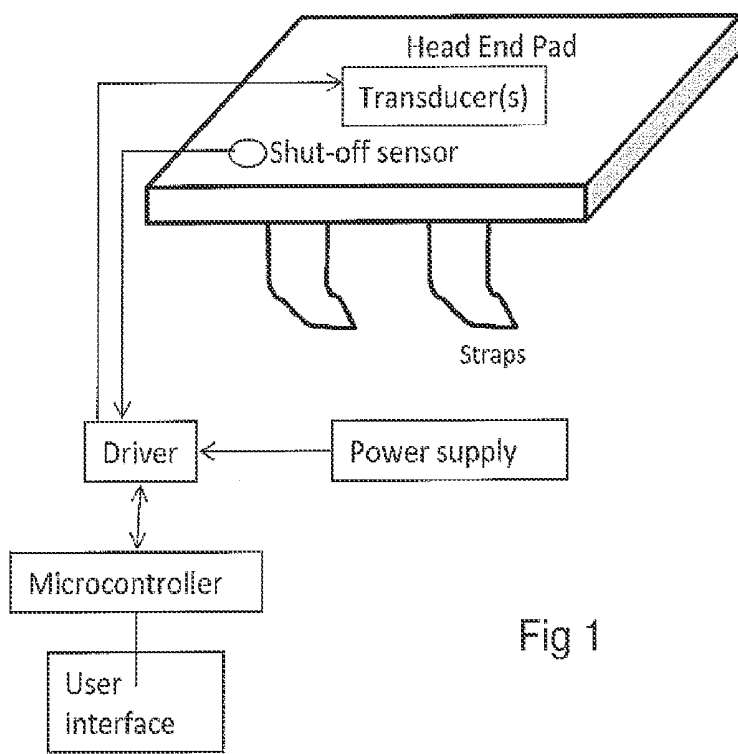 Head End Pad
Transducer(s)
Shut-off sensor
Straps
Driver
Power supply
Microcontroller
User
interface
Fig 1